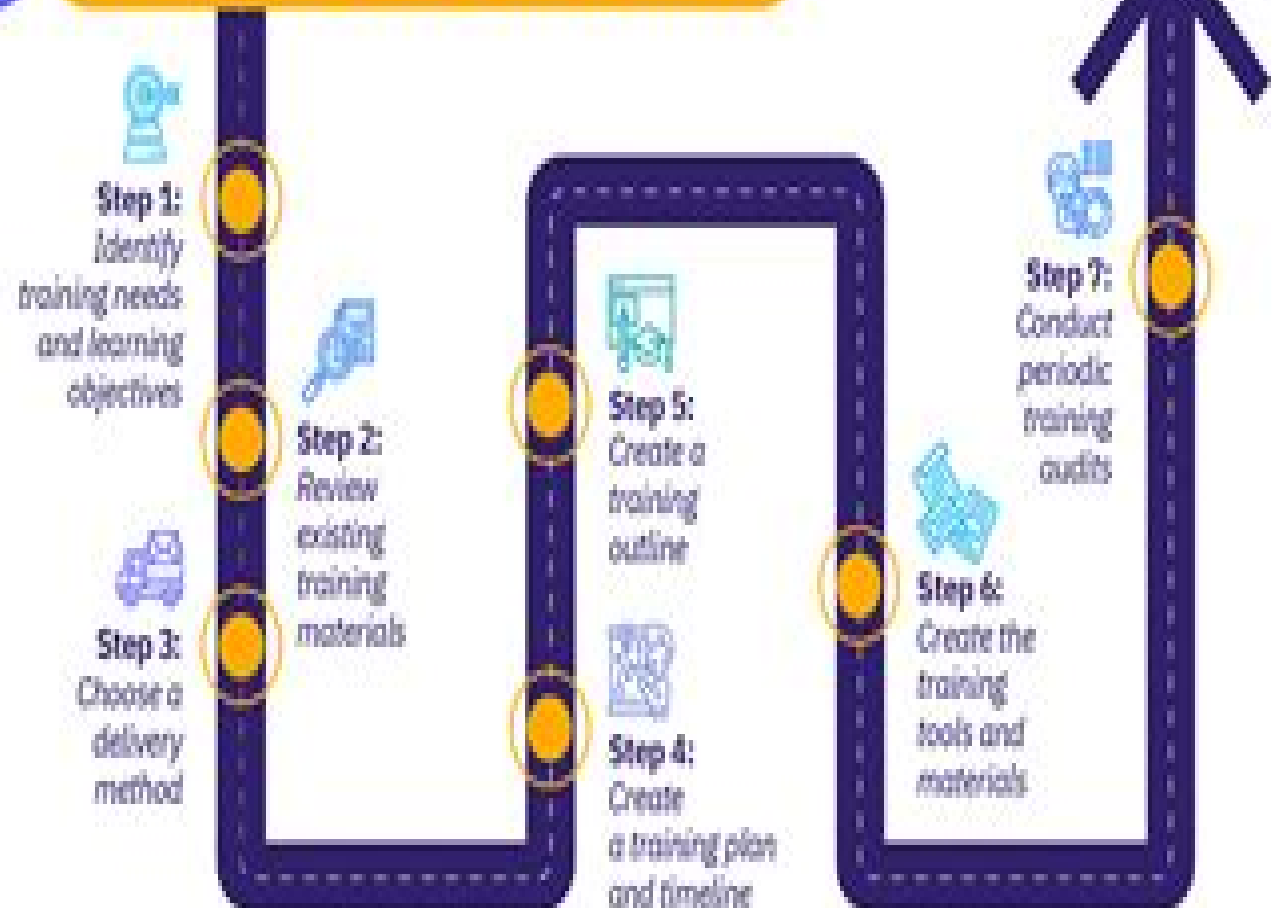 Step 1:
Identify
training needs
and learning
objectives
Step 2:
Review
existing
training
materials
Step 3:
Choose a
delivery
method
Step 4:
Create
a training plan
and timeline
Step 5:
Create a
training
outline
Step 6:
Create the
training
tools and
materials
Step 7:
Conduct
periodic
training
audits